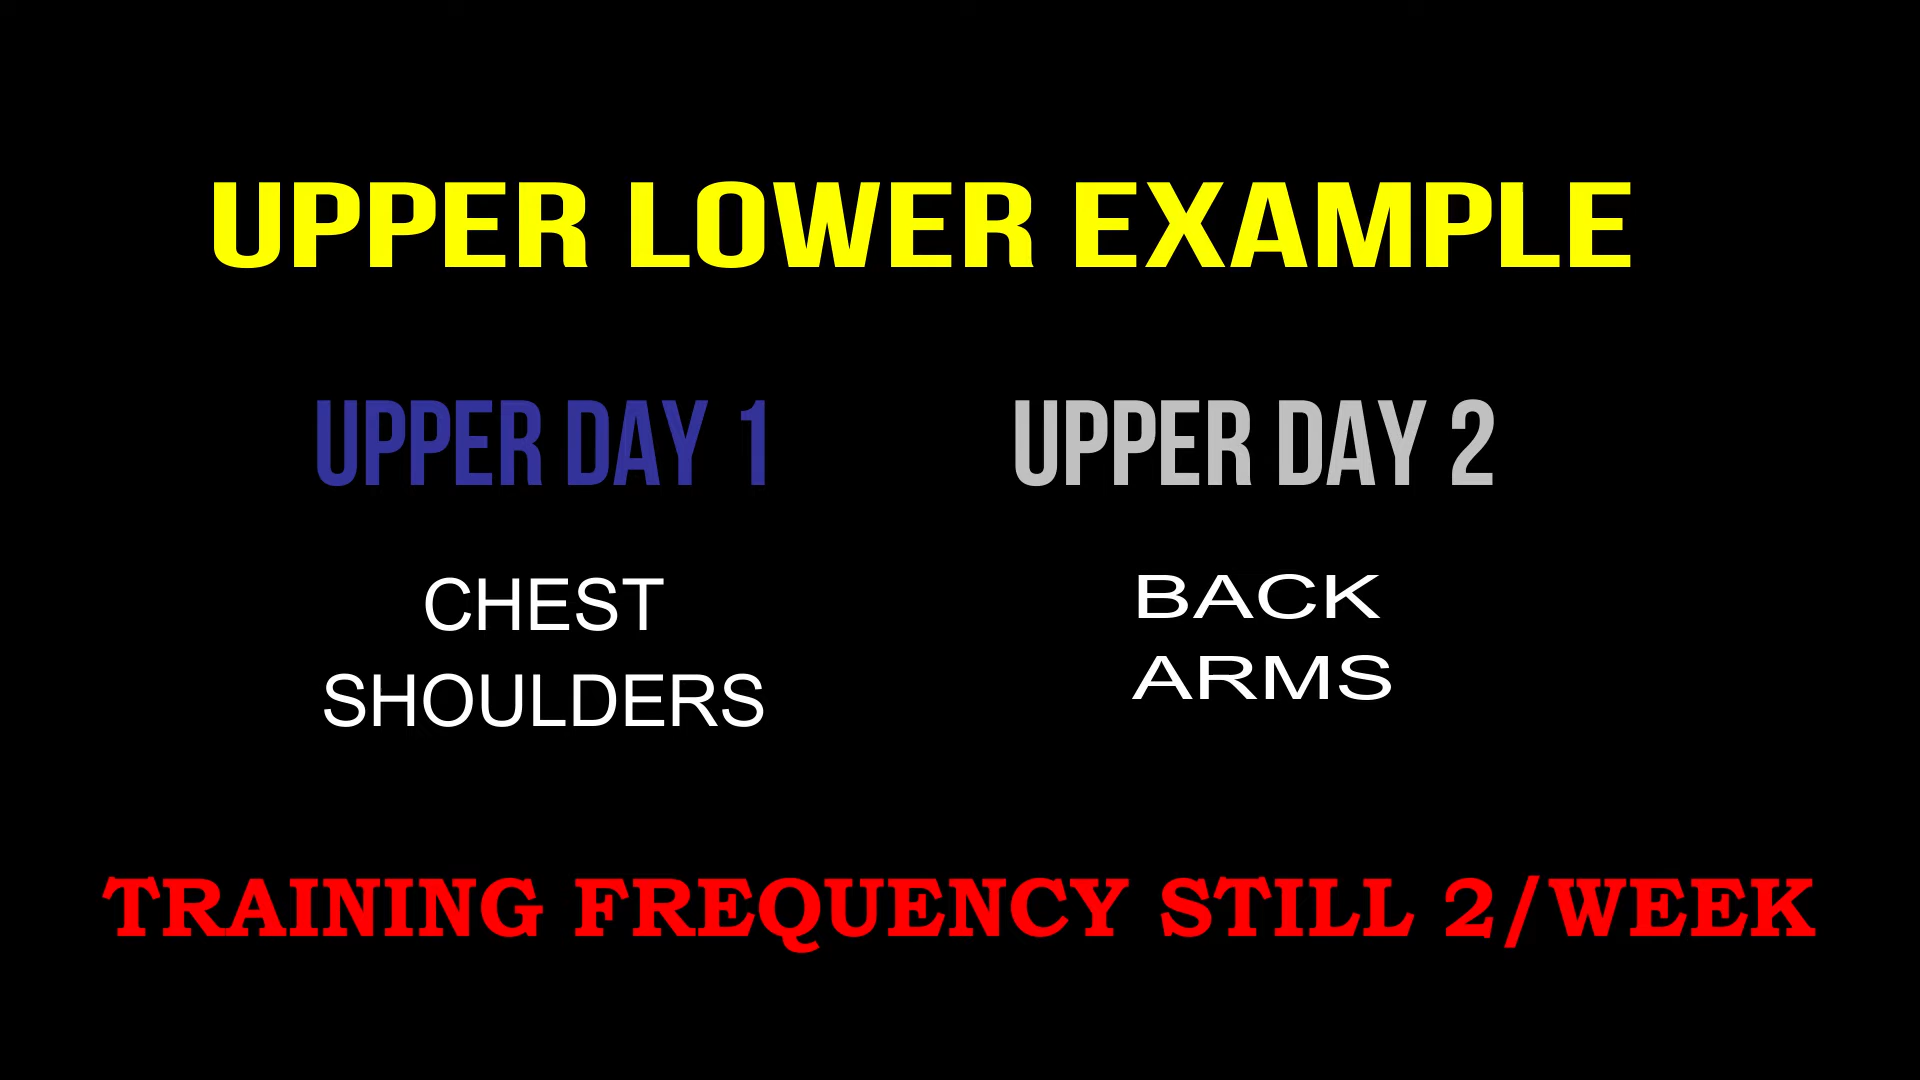 UPPER LOWER EXAMPLE
UPPER DAY 1
CHEST
SHOULDERS
UPPER DAY 2
BACK
ARMS
TRAINING FREQUENCY STILL 2/WEEK